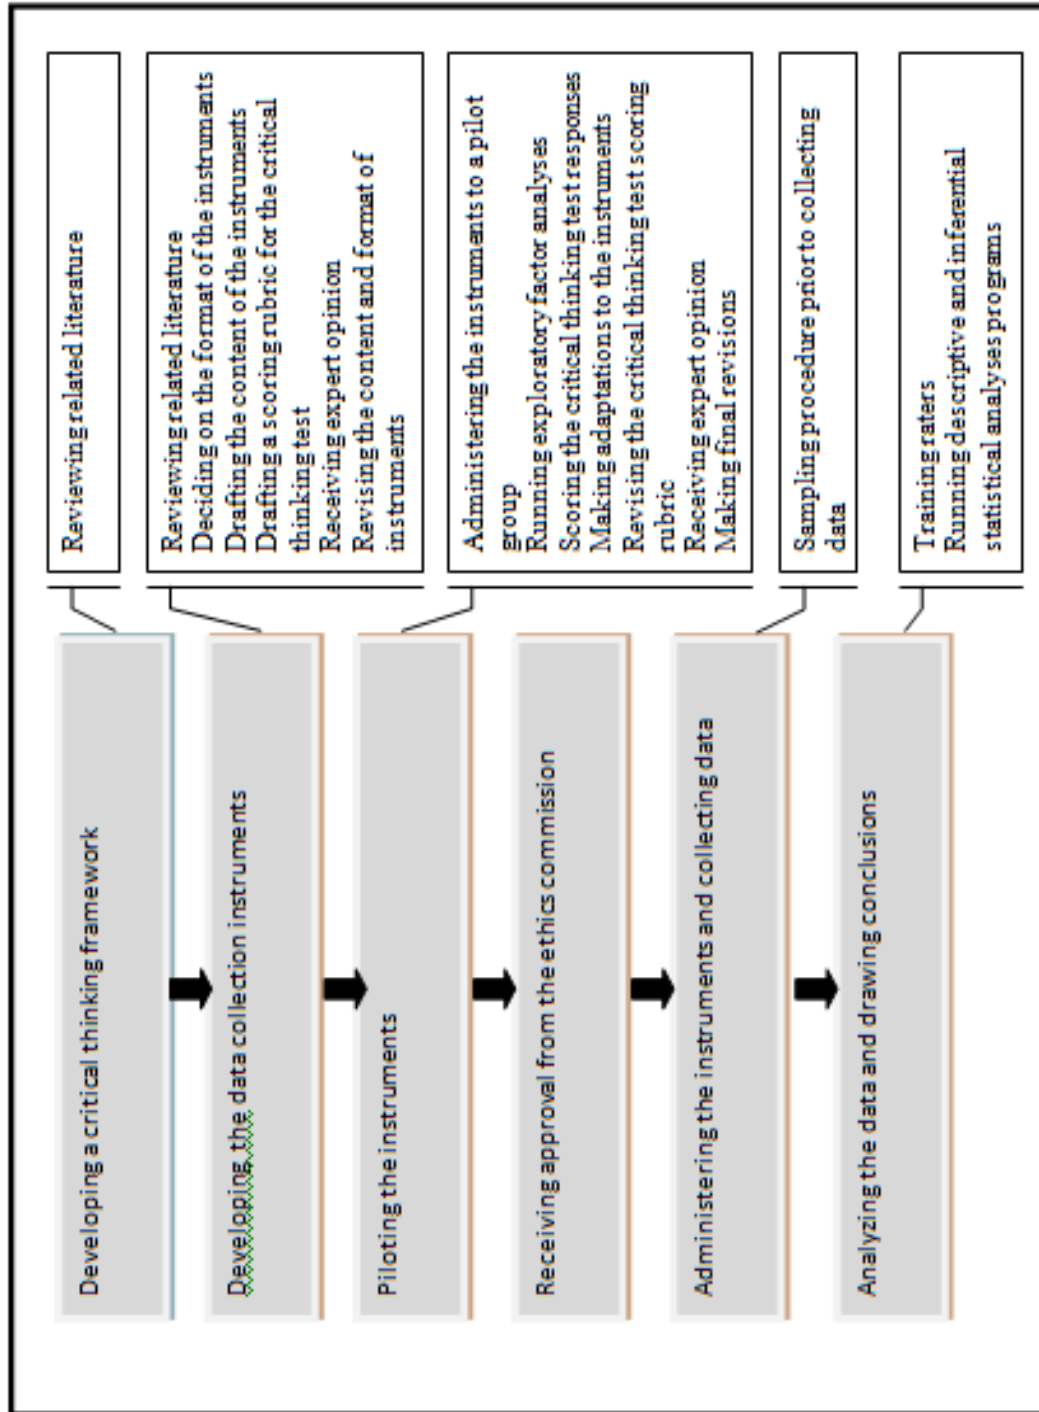 Developing a critical thinking framework
Reviewing related literature
Developing the data collection instruments
Reviewing related literature
Deciding on the format of the instruments
Drafting the content of the instruments
Drafting a scoring rubric for the critical
thinking test
Receiving expert opinion
Revising the content and format of
instruments
Piloting the instruments
Administering the instruments to a pilot
group
Running exploratory factor analyses
Scoring the critical thinking test responses
Making adaptations to the instruments
Revising the critical thinking test scoring
rubric
Receiving expert opinion
Making final revisions
Receiving approval from the ethics commission
Administering the instruments and collecting data
Sampling procedure prior to collecting
data
Analyzing the data and drawing conclusions
Training raters
Running descriptive and inferential
statistical analyses programs